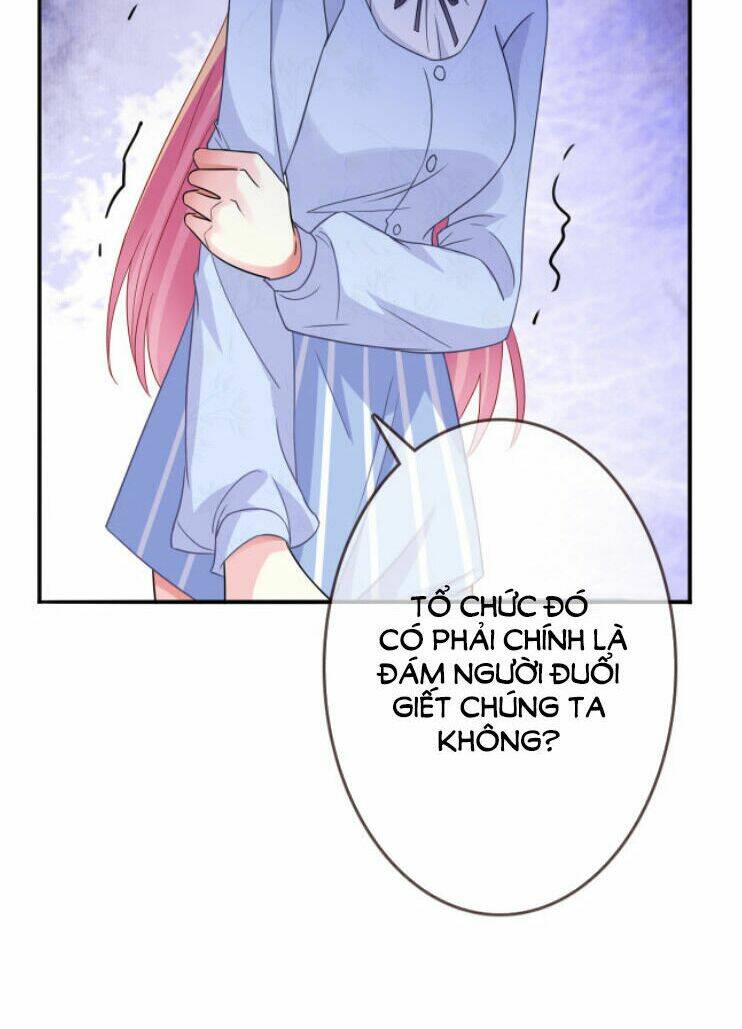 TỔ CHỨC ĐÓ
CÓ PHẢI CHÍNH LÀ
ĐÁM NGƯỜI ĐUỔI
GIẾT CHÚNG TA
KHÔNG?